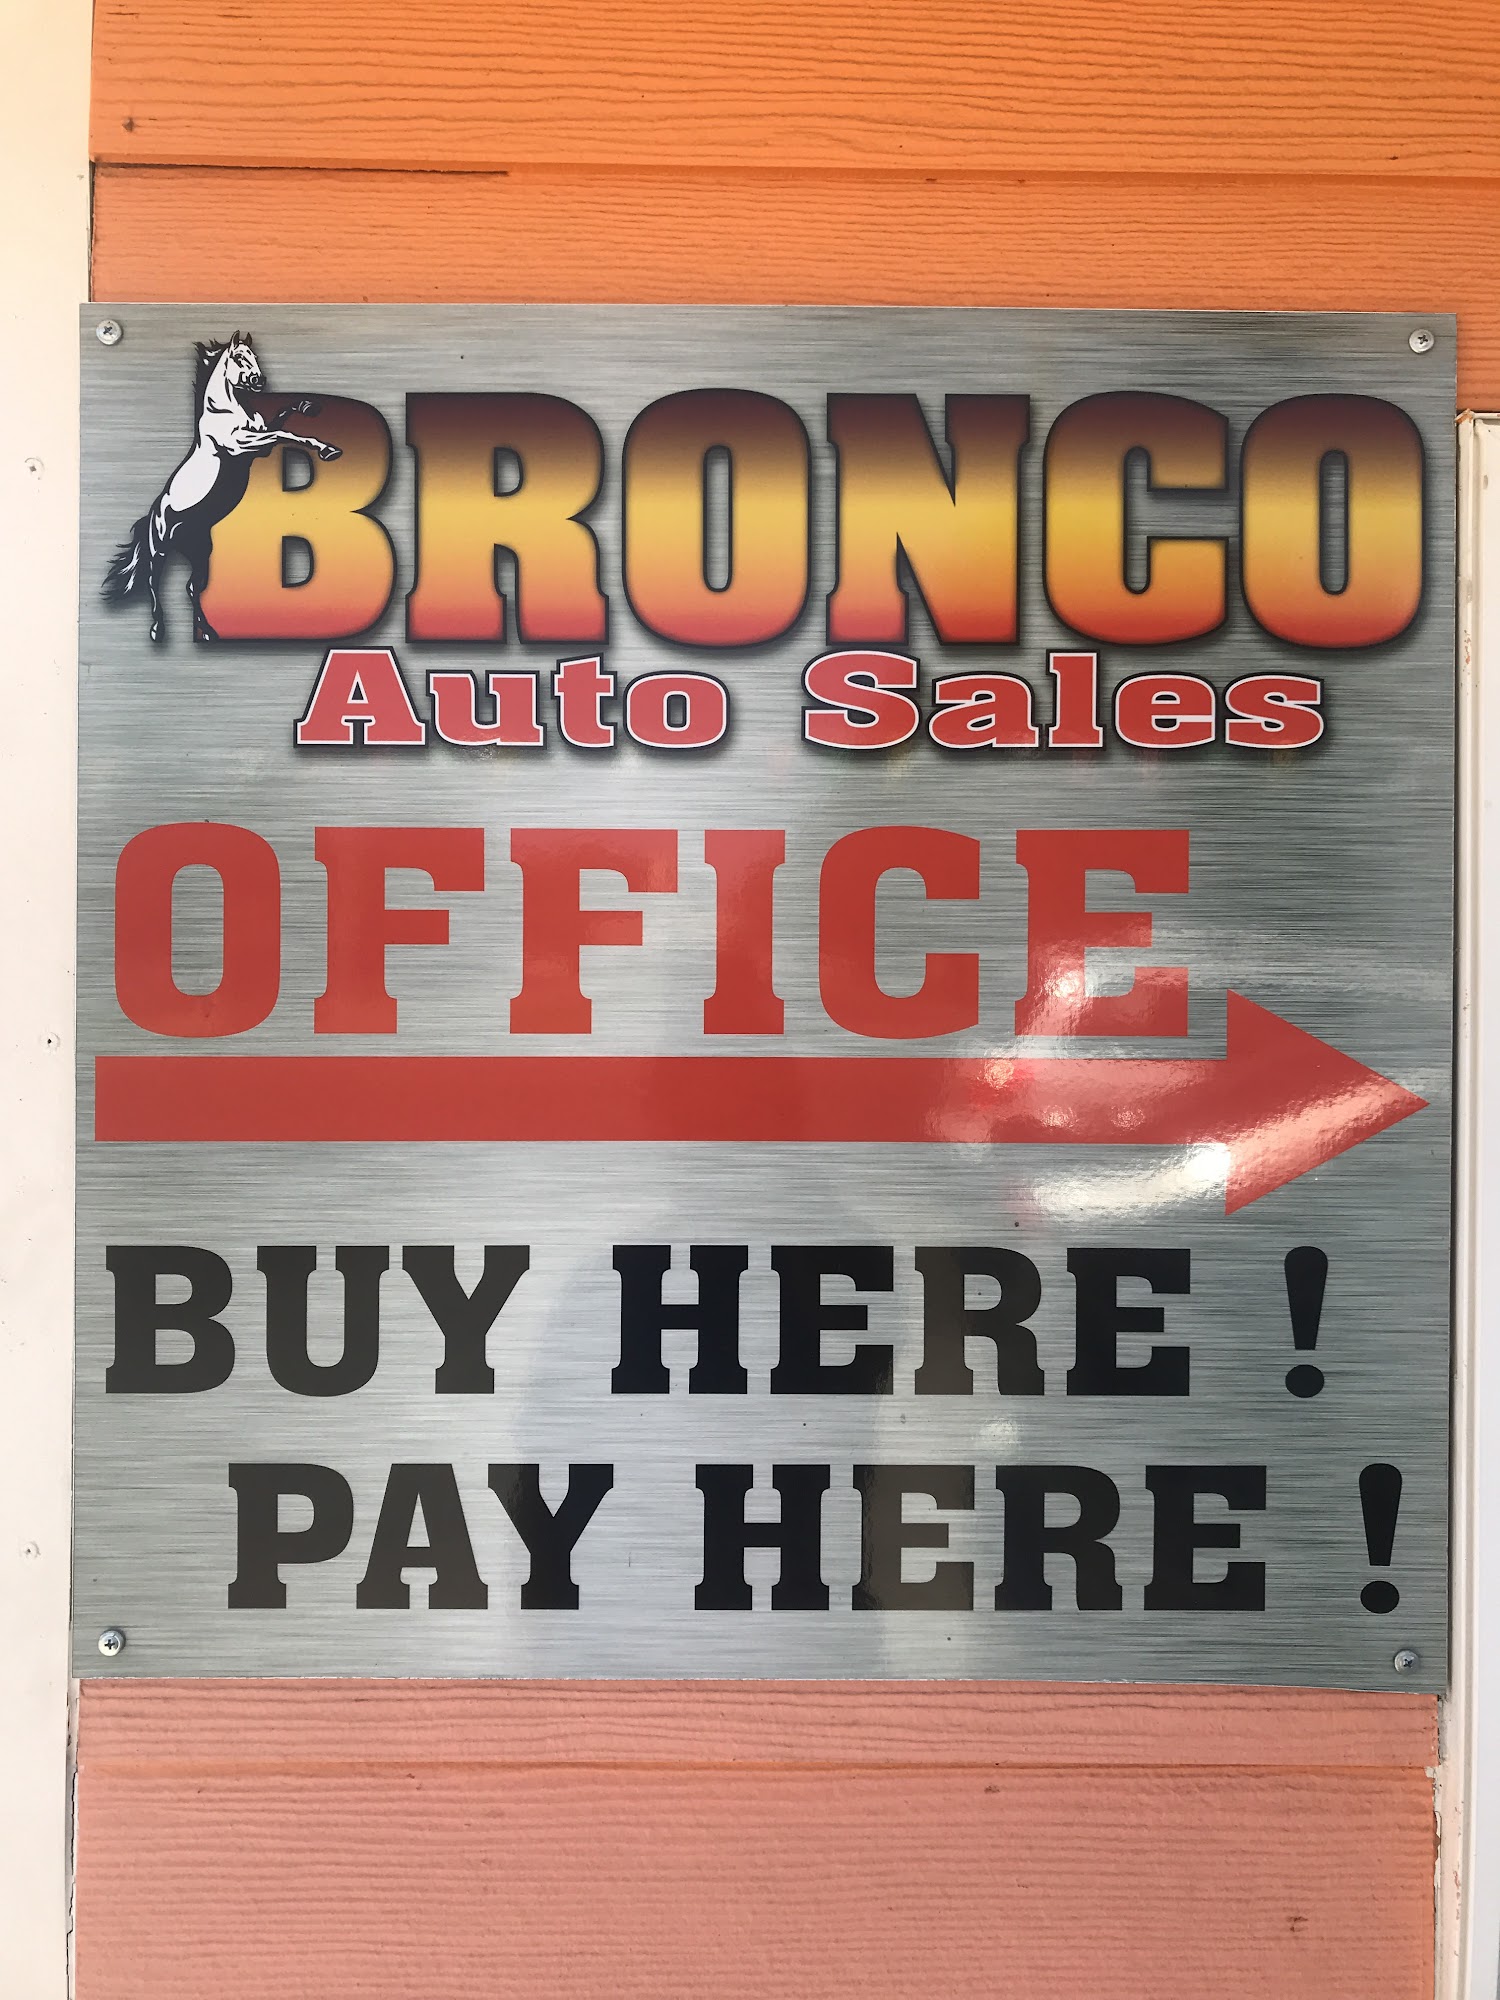 BRONCO
Auto Sales
OFFICE
BUY HERE !
PAY HERE !